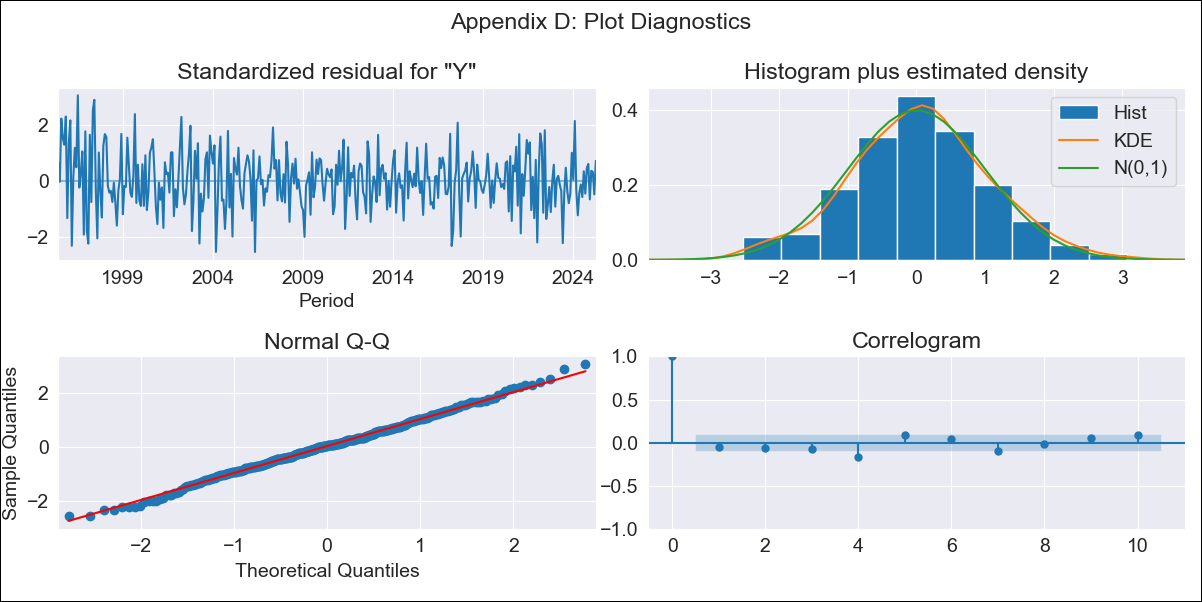 Appendix D: Plot Diagnostics
Standardized residual for "Y"
2
0
−2
1999 2004 2009 2014 2019 2024
Period
Histogram plus estimated density
0.4
0.2
0.0
−3 −2 −1 0 1 2 3
Hist
KDE
N(0,1)
Normal Q-Q
Sample Quantiles
2
0
−2
−2 −1 0 1 2
Theoretical Quantiles
Correlogram
1.0
0.5
0.0
−0.5
−1.0
0 2 4 6 8 10